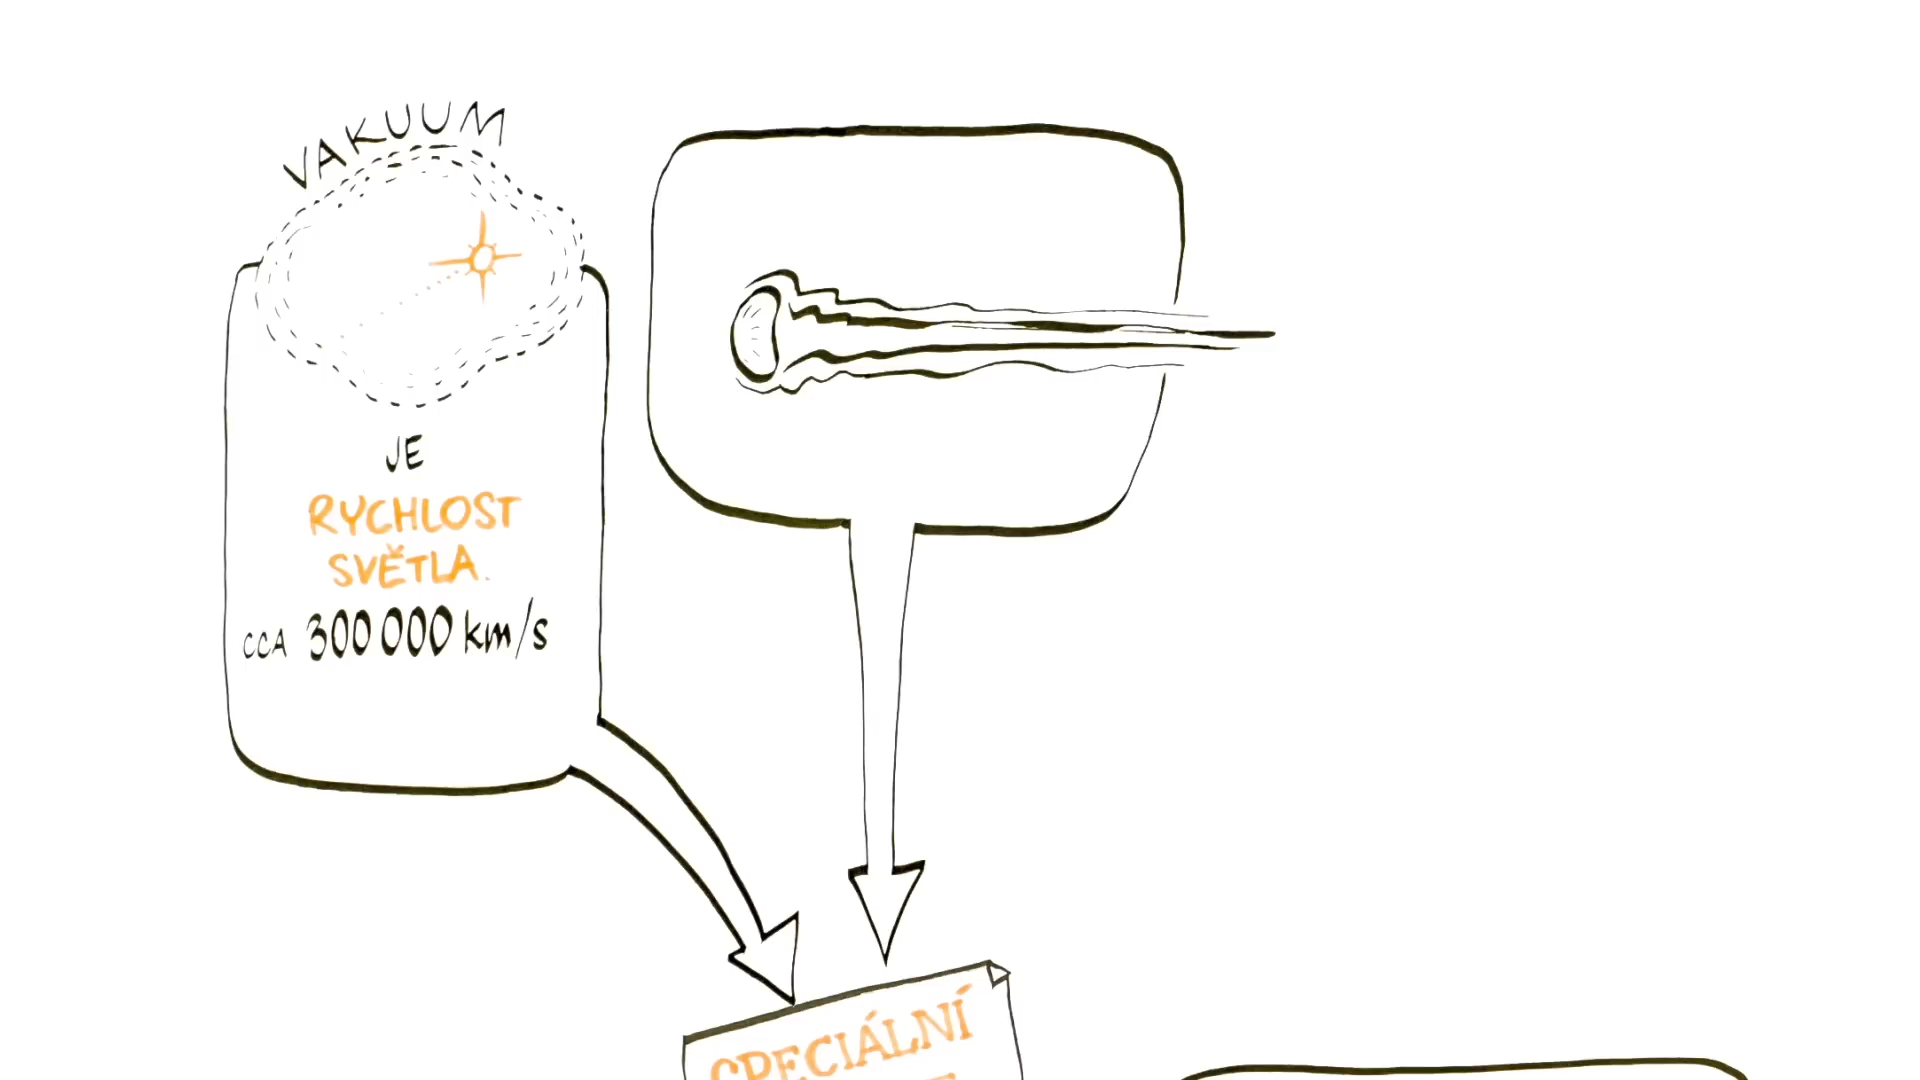 VAKUUM
JE
RYCHLOST
SVĚTLA.
CCA 300 000 km/s
SPECIÁLNÍ